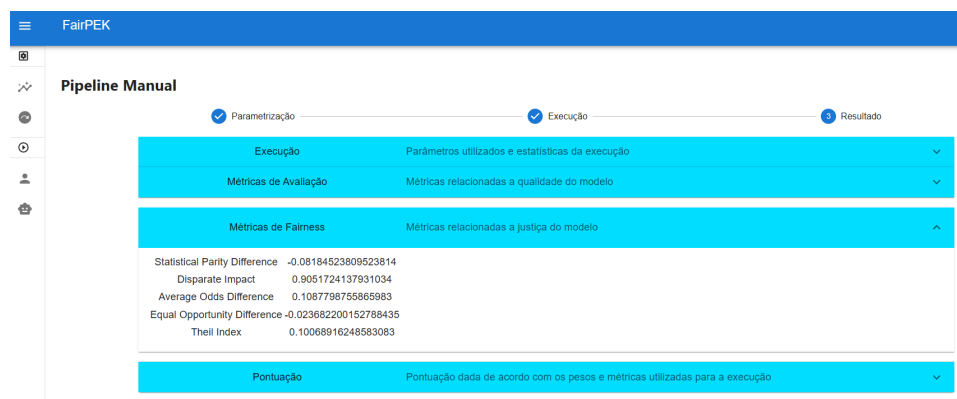 FairPEK
Pipeline Manual
Parametrização Execução 3 Resultado
Execução Parâmetros utilizados e estatísticas da execução
Métricas de Avaliação Métricas relacionadas a qualidade do modelo
Métricas de Fairness Métricas relacionadas a justiça do modelo
Statistical Parity Difference -0.08184523809523814
Disparate Impact 0.9051724137931034
Average Odds Difference 0.1087798755865983
Equal Opportunity Difference -0.023682200152788435
Theil Index 0.10068916248583083
Pontuação Pontuação dada de acordo com os pesos e métricas utilizadas para a execução